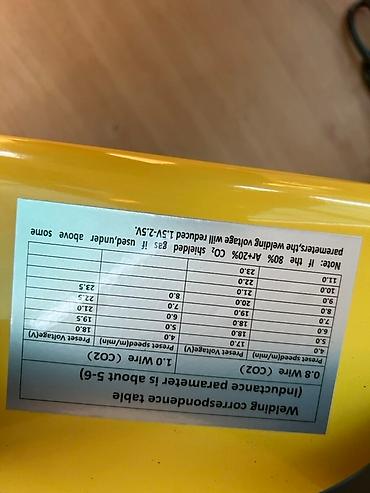 Welding correspondence table
(Inductance parameter is about 5-6)
0.8 Wire (CO2) 1.0 Wire (CO2)
Preset speed(m/min) Preset Voltage(V) Preset speed(m/min) Preset Voltage(V)
4.0 17.0 4.0 18.0
5.0 18.0 5.0 19.5
6.0 18.0 6.0 21.0
7.0 19.0 7.0 22.5
8.0 20.0 8.0 23.5
9.0 21.0
10.0 22.0
11.0 23.0
Note: If the 80% Ar+20% CO₂ shielded gas if used,under above some
paremeters,the welding voltage will reduced 1.5V-2.5V.